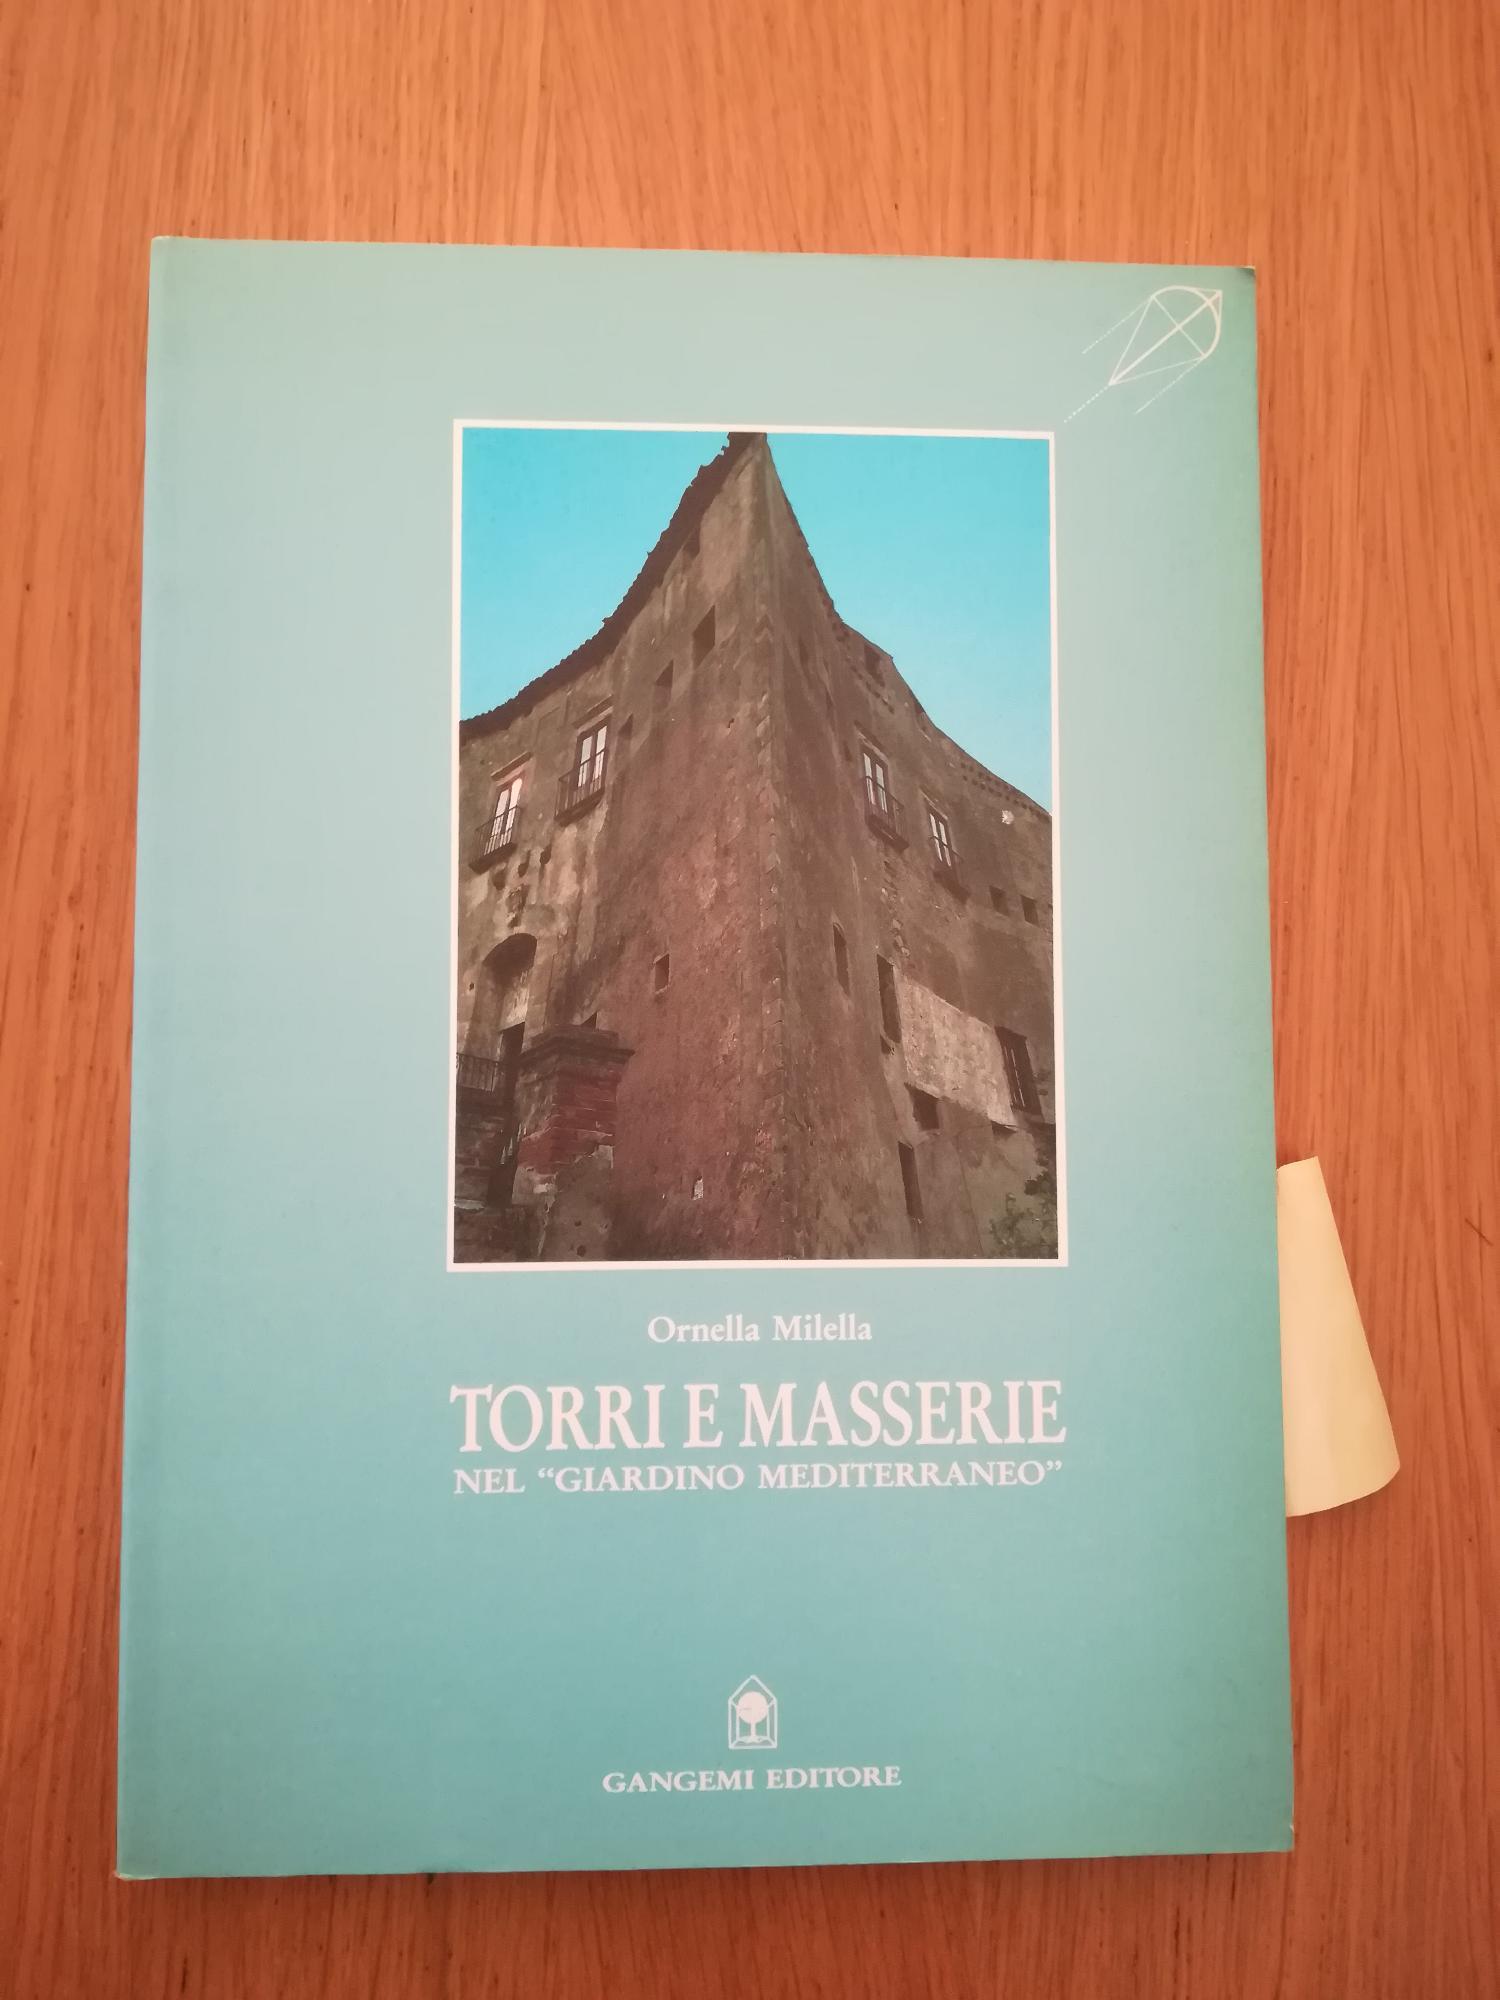 Ornella Milella
TORRI E MASSERIE
NEL “GIARDINO MEDITERRANEO”
GANGEMI EDITORE